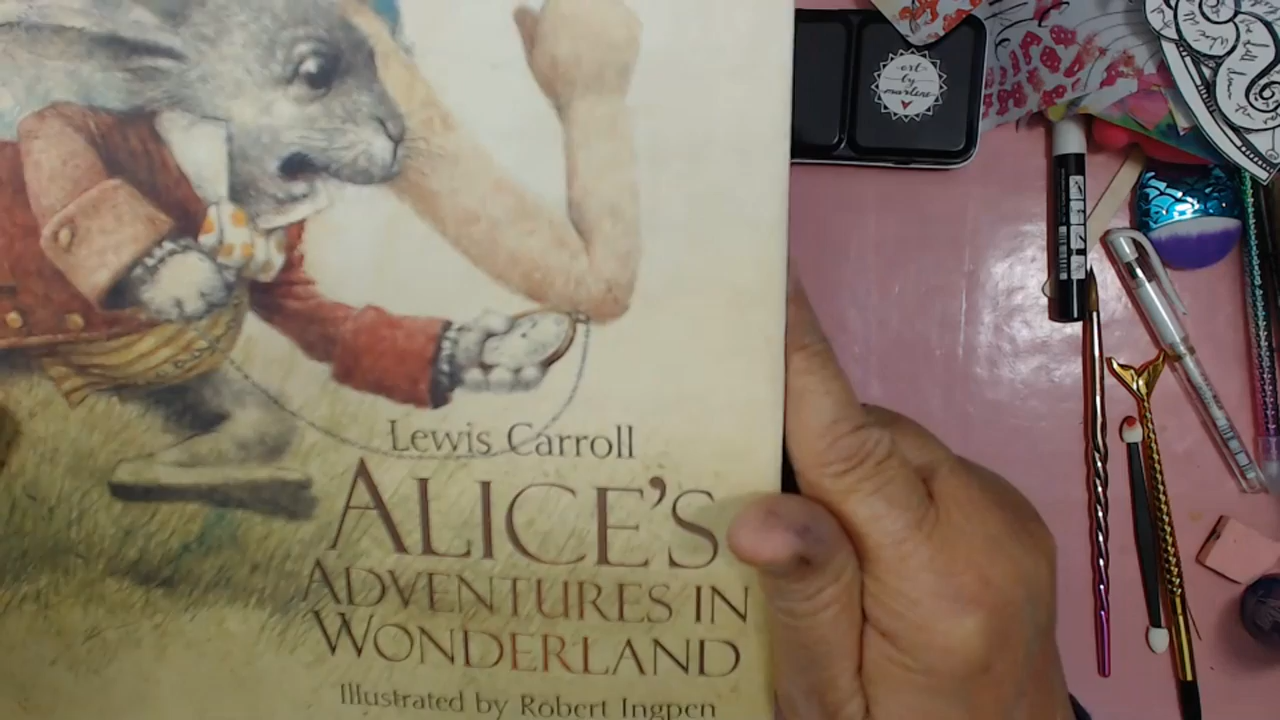 art
by
marlene
Lewis Carroll
ALICE'S
ADVENTURES IN
WONDERLAND
Illustrated by Robert Ingpen